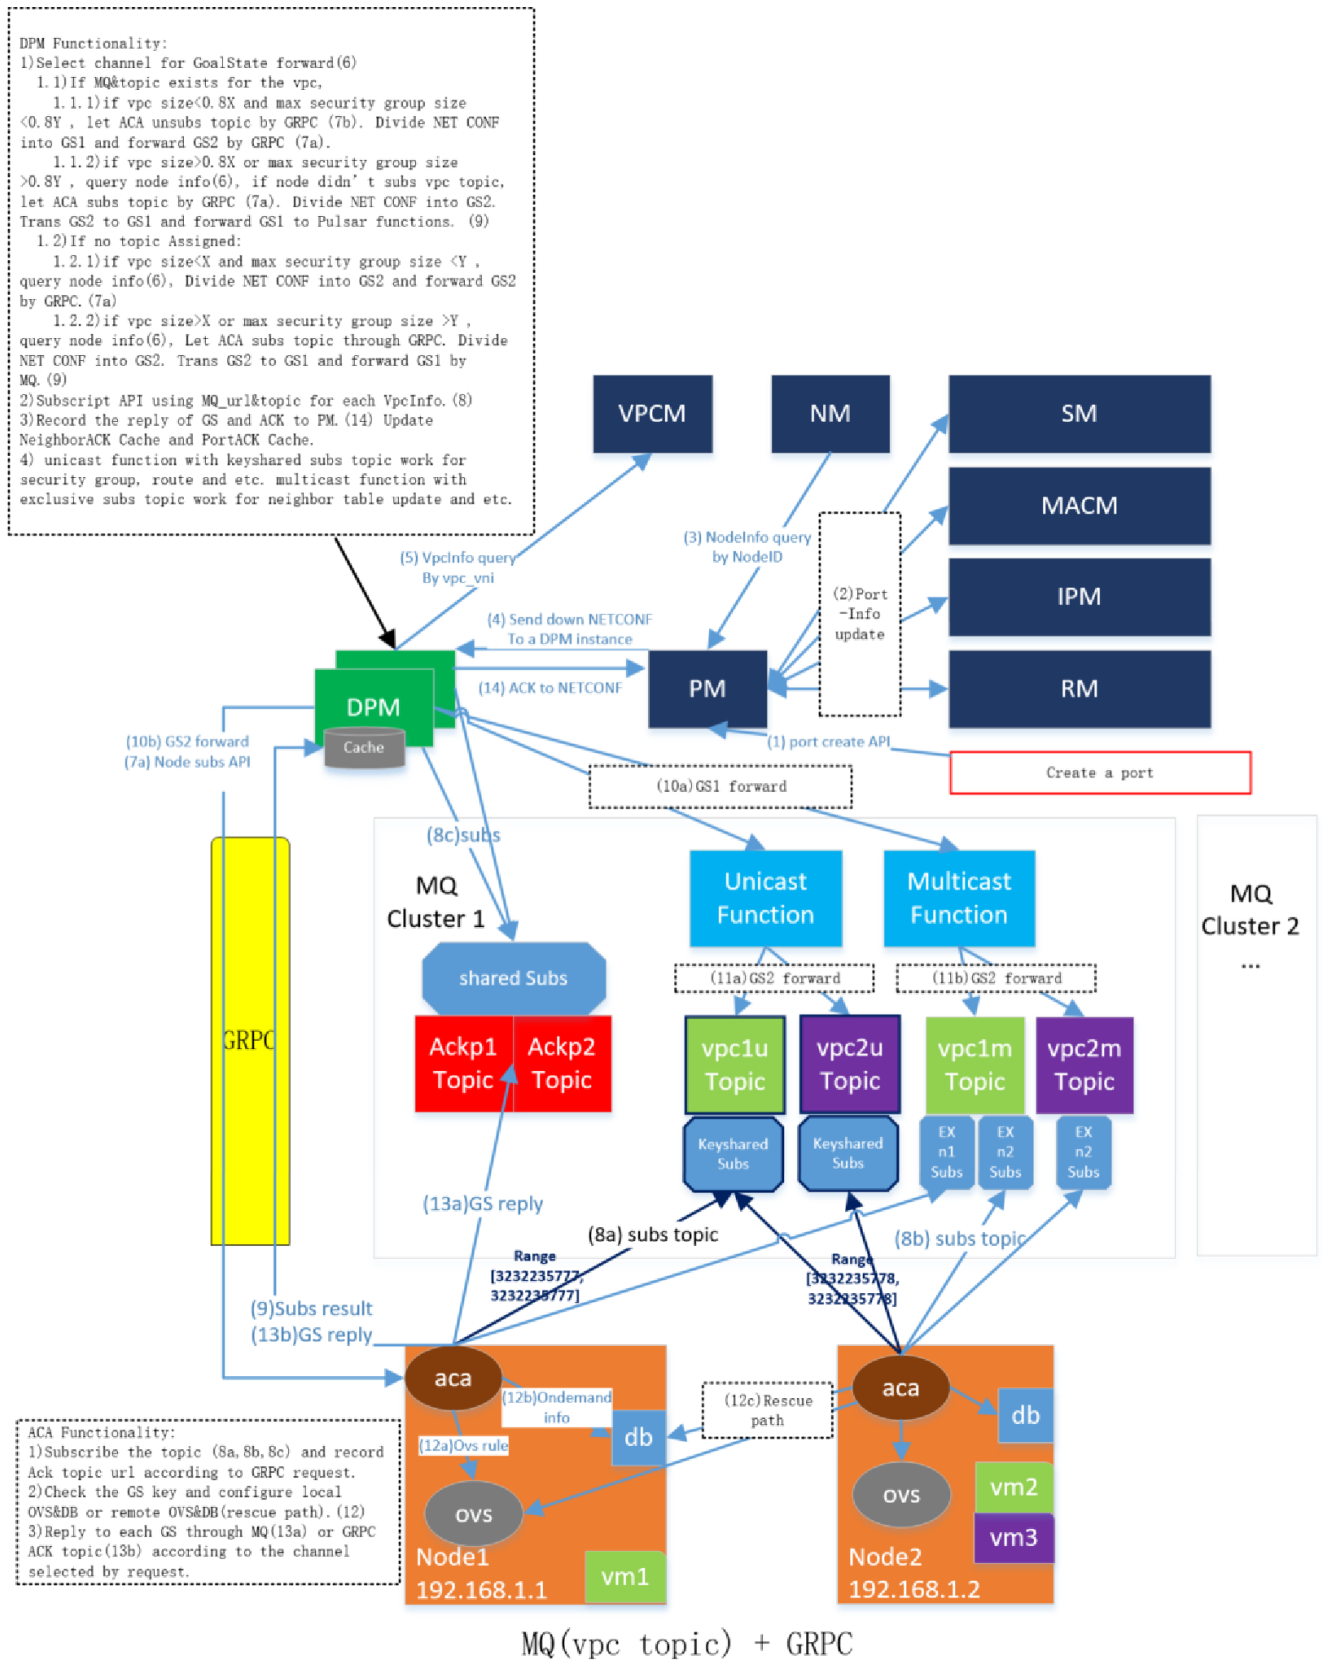 DPM Functionality:
1)Select channel for GoalState forward(6)
1.1)If MQ&topic exists for the vpc,
1.1.1)if vpc size<0.8X and max security group size
<0.8Y , let ACA unsubs topic by GRPC (7b). Divide NET CONF
into GS1 and forward GS2 by GRPC (7a).
1.1.2)if vpc size>0.8X or max security group size
>0.8Y , query node info(6), if node didn't subs vpc topic,
let ACA subs topic by GRPC (7a). Divide NET CONF into GS2.
Trans GS2 to GS1 and forward GS1 to Pulsar functions. (9)
1.2)If no topic Assigned:
1.2.1)if vpc size<X and max security group size <Y ,
query node info(6), Divide NET CONF into GS2 and forward GS2
by GRPC.(7a)
1.2.2)if vpc size>X or max security group size >Y ,
query node info(6), Let ACA subs topic through GRPC. Divide
NET CONF into GS2. Trans GS2 to GS1 and forward GS1 by
MQ.(9)
2)Subscript API using MQ_url&topic for each VpcInfo.(8)
3)Record the reply of GS and ACK to PM.(14) Update
NeighborACK Cache and PortACK Cache.
4) unicast function with keyshared subs topic work for
security group, route and etc. multicast function with
exclusive subs topic work for neighbor table update and etc.
VPCM
NM
SM
MACM
IPM
RM
(5) VpcInfo query
By vpc_vni
(3) NodeInfo query
by NodeID
(2)Port
-Info
update
(4) Send down NETCONF
To a DPM instance
(14) ACK to NETCONF
PM
DPM
Cache
(1) port create API
Create a port
(10b) GS2 forward
(7a) Node subs API
(10a)GS1 forward
(8c)subs
MQ
Cluster 1
Unicast
Function
Multicast
Function
MQ
Cluster 2
...
shared Subs
(11a)GS2 forward
(11b)GS2 forward
GRPC
Ackp1
Topic
Ackp2
Topic
vpc1u
Topic
vpc2u
Topic
vpc1m
Topic
vpc2m
Topic
Keyshared
Subs
Keyshared
Subs
EX
n1
Subs
EX
n2
Subs
EX
n2
Subs
(13a)GS reply
(8a) subs topic
(8b) subs topic
Range
[3232235777,
3232235777]
Range
[3232235778,
3232235778]
(9)Subs result
(13b)GS reply
aca
(12b)Ondemand
info
(12c)Rescue
path
aca
db
db
(12a)Ovs rule
ovs
ovs
vm2
vm3
Node1
192.168.1.1
vm1
Node2
192.168.1.2
ACA Functionality:
1)Subscribe the topic (8a,8b,8c) and record
Ack topic url according to GRPC request.
2)Check the GS key and configure local
OVS&DB or remote OVS&DB(rescue path).(12)
3)Reply to each GS through MQ(13a) or GRPC
ACK topic(13b) according to the channel
selected by request.
MQ(vpc topic) + GRPC